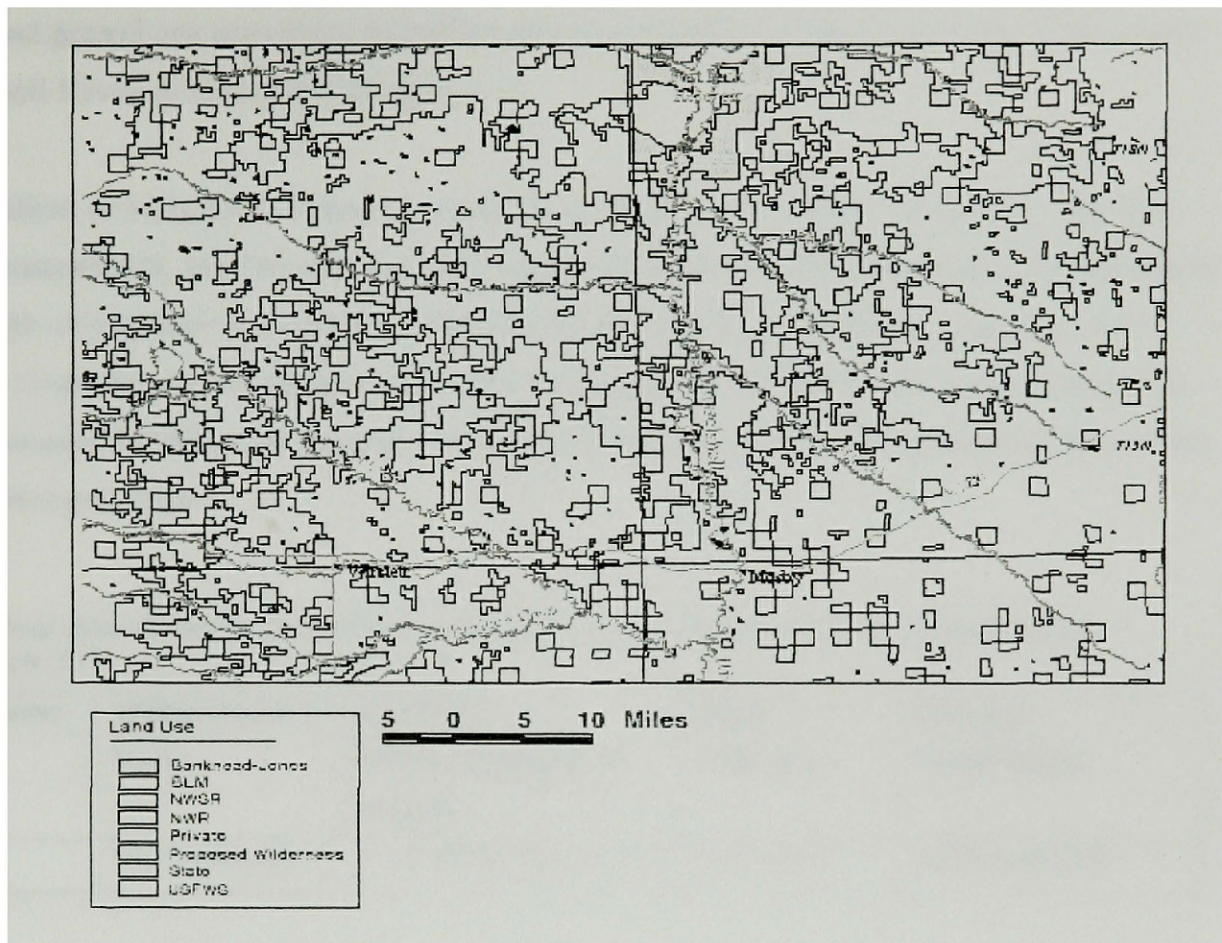 T15N
T13N
Mosby
5 0 5 10 Miles
Land Use
Bankhead-Jones
BLM
NWSR
NWR
Private
Proposed Wilderness
State
USFWS